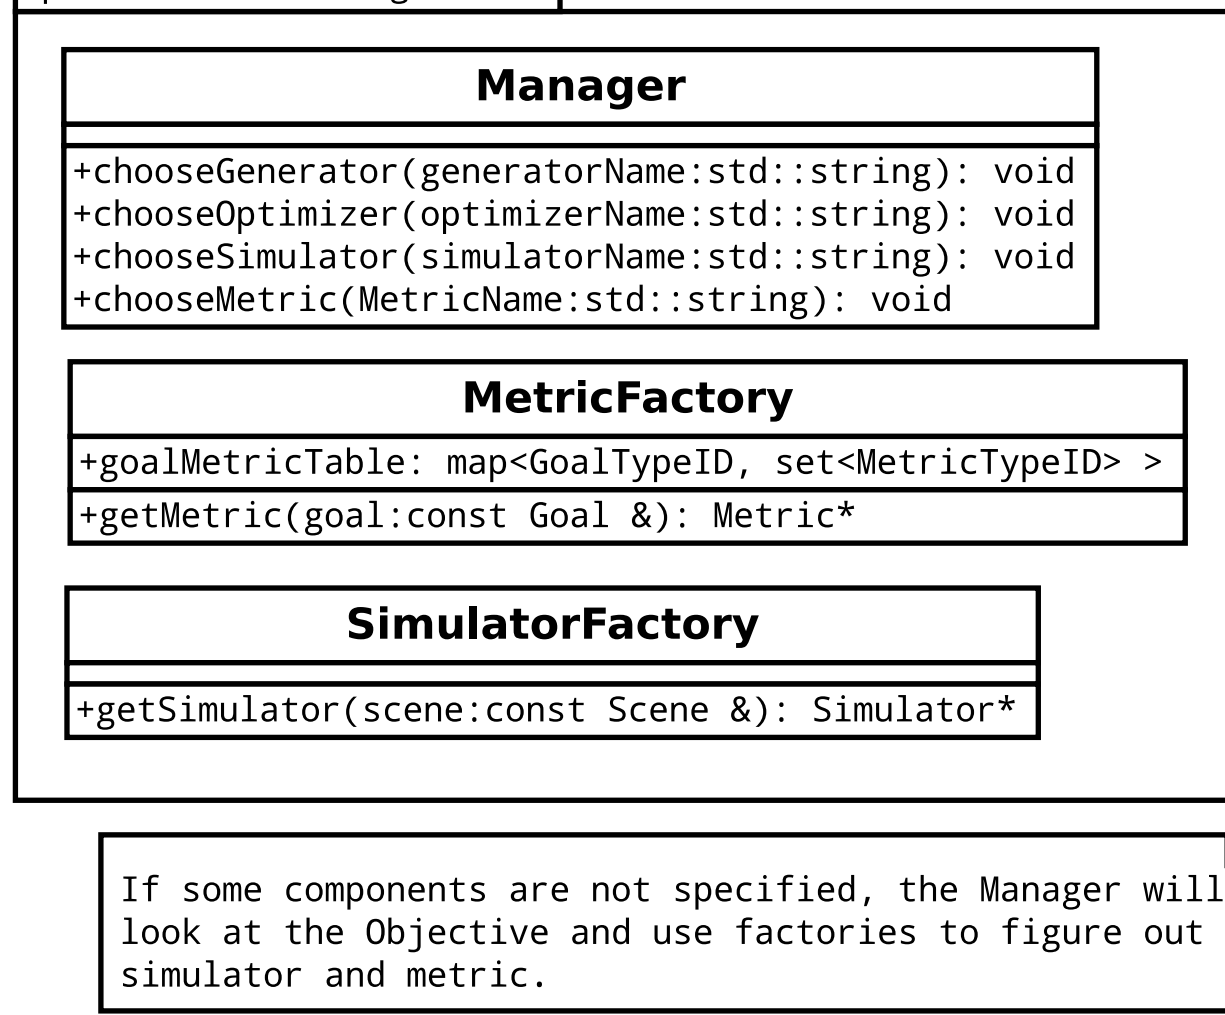 Manager
+chooseGenerator(generatorName:std::string): void
+chooseOptimizer(optimizerName:std::string): void
+chooseSimulator(simulatorName:std::string): void
+chooseMetric(MetricName:std::string): void
MetricFactory
+goalMetricTable: map<GoalTypeID, set<MetricTypeID> >
+getMetric(goal:const Goal &): Metric*
SimulatorFactory
+getSimulator(scene:const Scene &): Simulator*
If some components are not specified, the Manager will
look at the Objective and use factories to figure out
simulator and metric.